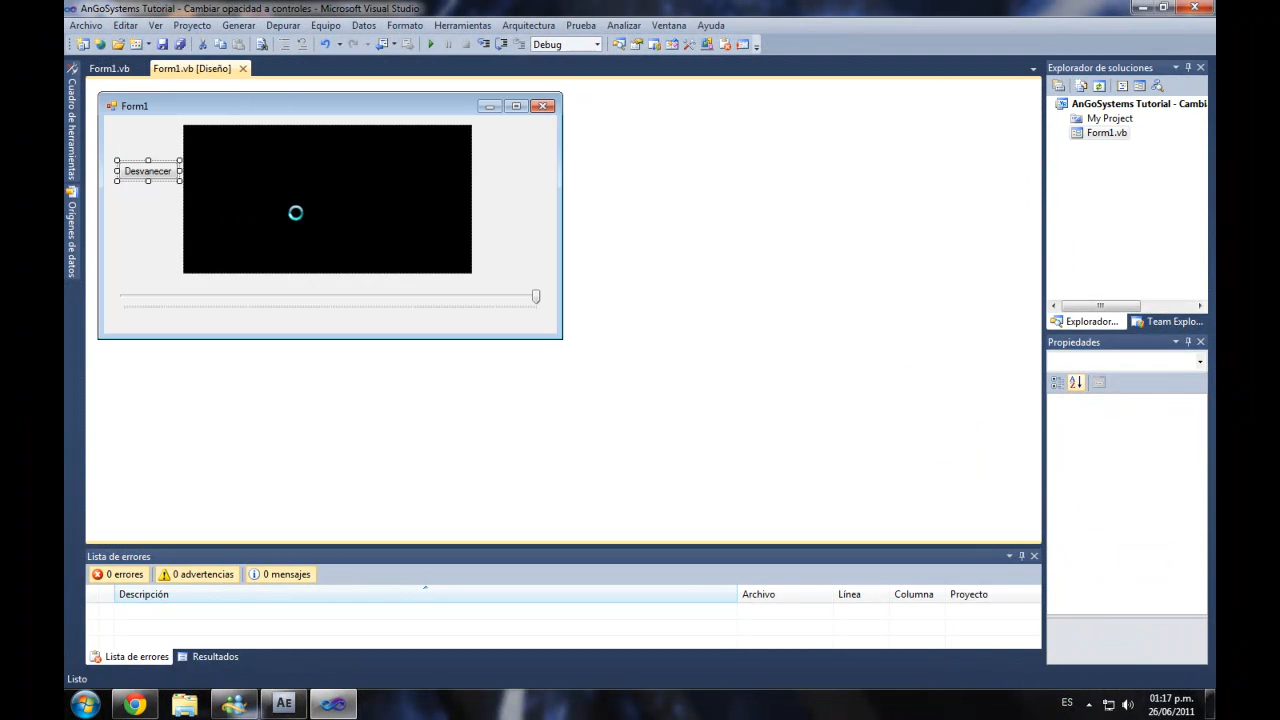 AnGoSystems Tutorial - Cambiar opacidad a controles - Microsoft Visual Studio
Archivo Editar Ver Proyecto Generar Depurar Equipo Datos Formato Herramientas Arquitectura Prueba Analizar Ventana Ayuda
Debug
Form1.vb Form1.vb [Diseño]
Explorador de soluciones
Cuadro de herramientas
Orígenes de datos
Form1
Desvanecer
AnGoSystems Tutorial - Cambi
My Project
Form1.vb
Explorador... Team Explo...
Propiedades
Lista de errores
0 errores 0 advertencias 0 mensajes
Descripción Archivo Línea Columna Proyecto
Lista de errores Resultados
Listo
Ae
ES
01:17 p.m.
26/06/2011